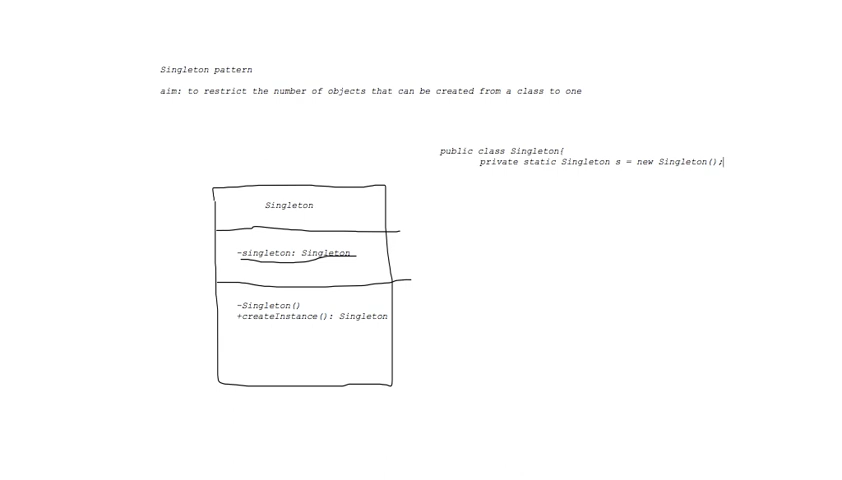 Singleton pattern
aim: to restrict the number of objects that can be created from a class to one
public class Singleton{
private static Singleton s = new Singleton();
Singleton
-singleton: Singleton
-Singleton()
+createInstance(): Singleton